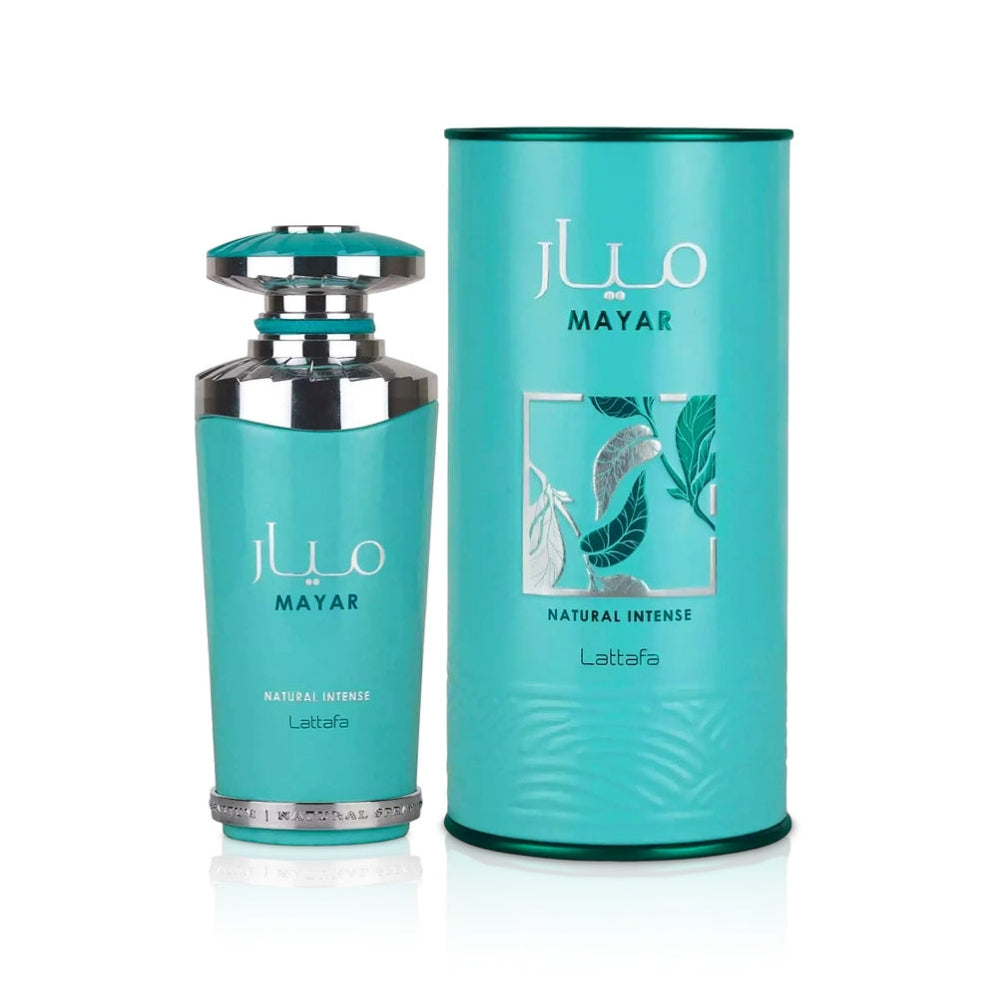 ميار
MAYAR
NATURAL INTENSE
Lattafa
NATURAL SPRAY
ميار
MAYAR
NATURAL INTENSE
Lattafa